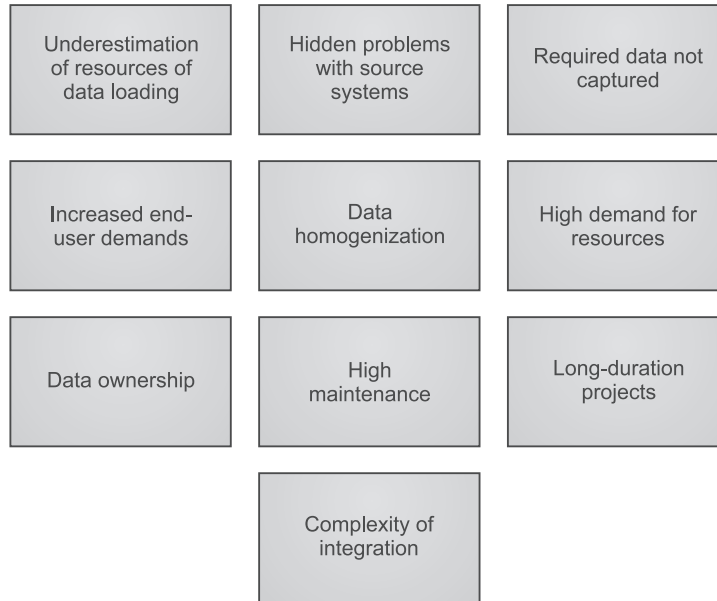 Underestimation
of resources of
data loading
Hidden problems
with source
systems
Required data not
captured
Increased end-
user demands
Data
homogenization
High demand for
resources
Data ownership
High
maintenance
Long-duration
projects
Complexity of
integration